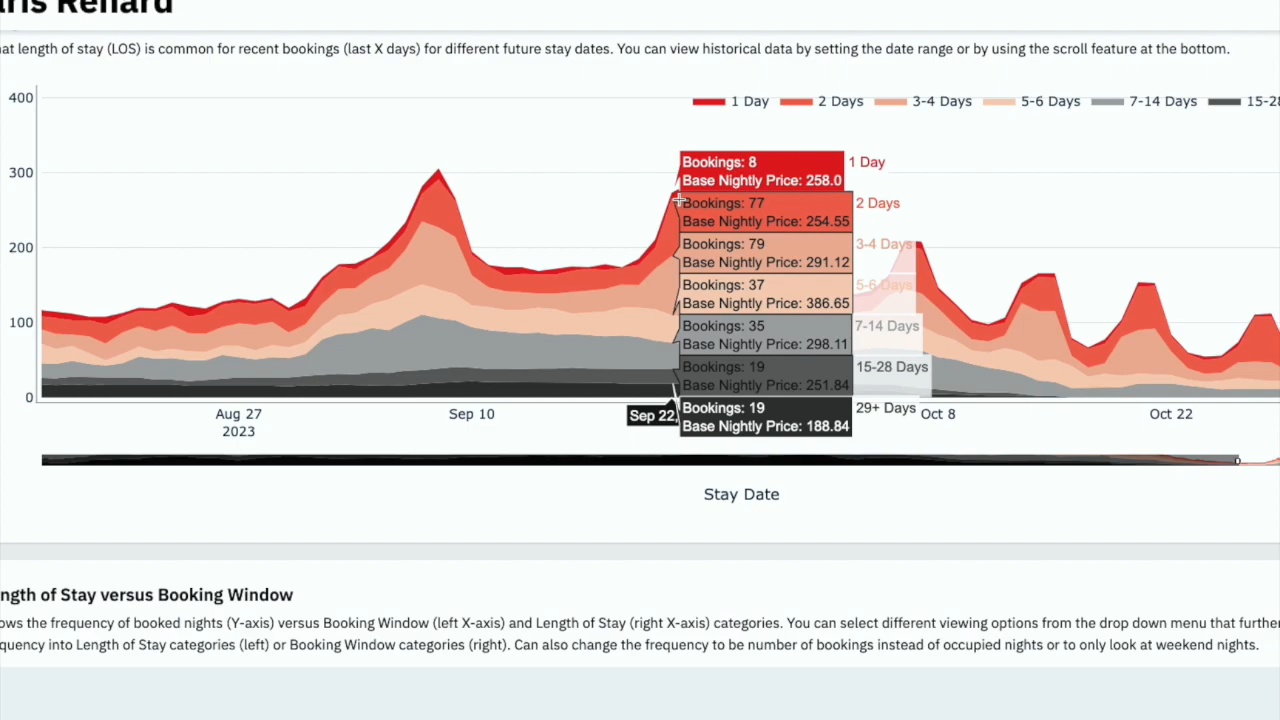 aris Renard
hat length of stay (LOS) is common for recent bookings (last X days) for different future stay dates. You can view historical data by setting the date range or by using the scroll feature at the bottom.
400
1 Day
2 Days
3-4 Days
5-6 Days
7-14 Days
15-28
300
200
100
0
Bookings: 8
Base Nightly Price: 258.0
1 Day
Bookings: 77
Base Nightly Price: 254.55
2 Days
Bookings: 79
Base Nightly Price: 291.12
3-4 Days
Bookings: 37
Base Nightly Price: 386.65
5-6 Days
Bookings: 35
Base Nightly Price: 298.11
7-14 Days
Bookings: 19
Base Nightly Price: 251.84
15-28 Days
Bookings: 19
Base Nightly Price: 188.84
29+ Days
Aug 27
2023
Sep 10
Sep 22,
Oct 8
Oct 22
Stay Date
ngth of Stay versus Booking Window
ows the frequency of booked nights (Y-axis) versus Booking Window (left X-axis) and Length of Stay (right X-axis) categories. You can select different viewing options from the drop down menu that further
quency into Length of Stay categories (left) or Booking Window categories (right). Can also change the frequency to be number of bookings instead of occupied nights or to only look at weekend nights.